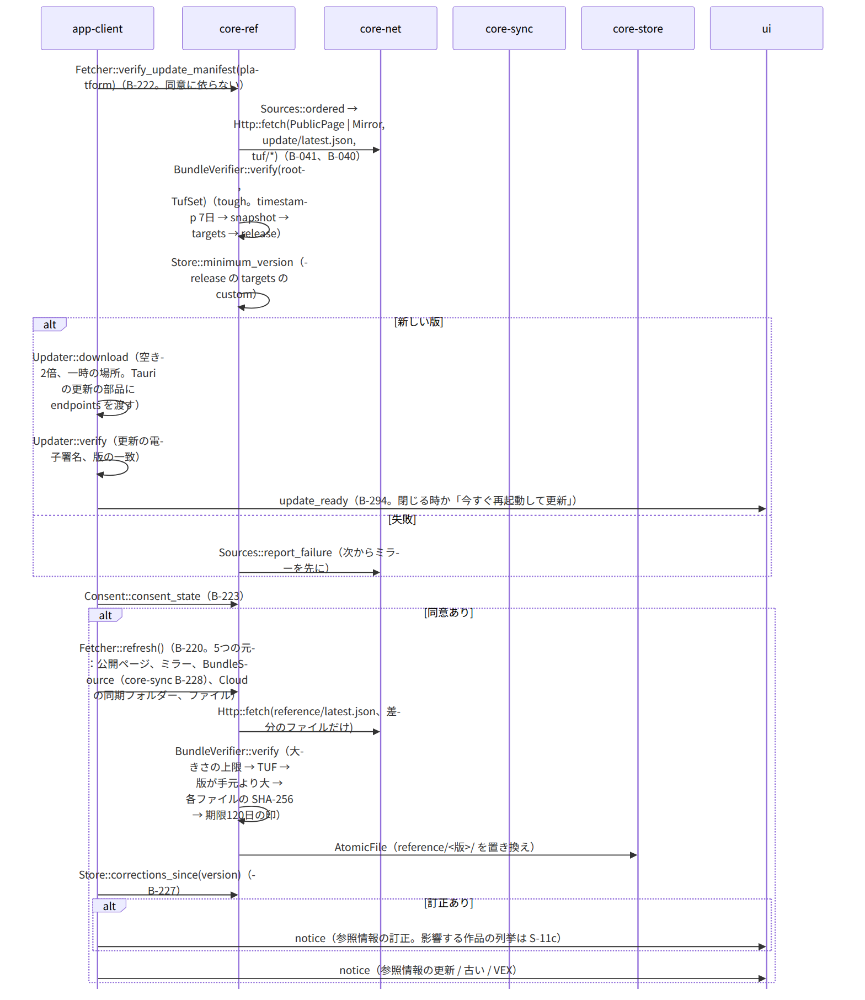 app-client
core-ref
core-net
core-sync
core-store
ui
Fetcher::verify_update_manifest(pla-
tform)（B-222。同意に依らない）
Sources::ordered →
Http::fetch(PublicPage | Mirror,
update/latest.json,
tuf/*)（B-041、B-040）
BundleVerifier::verify(root-
,
TufSet)（tough。timestam-
p 7日 → snapshot →
targets → release）
Store::minimum_version（-
release の targets の
custom）
alt
[新しい版]
Updater::download（空き-
2倍、一時の場所。Tauri
の更新の部品に
endpoints を渡す）
Updater::verify（更新の電-
子署名、版の一致）
update_ready（B-294。閉じる時か「今すぐ再起動して更新」）
[失敗]
Sources::report_failure（次からミラ-
ーを先に）
Consent::consent_state（B-223）
alt
[同意あり]
Fetcher::refresh()（B-220。5つの元-
：公開ページ、ミラー、BundleS-
ource（core-sync B-228）、Cloud
の同期フォルダー、ファイル）
Http::fetch(reference/latest.json、差-
分のファイルだけ)
BundleVerifier::verify（大-
きさの上限 → TUF →
版が手元より大 →
各ファイルの SHA-256
→ 期限120日の印）
AtomicFile（reference/<版>/ を置き換え）
Store::corrections_since(version)（-
B-227）
alt
[訂正あり]
notice（参照情報の訂正。影響する作品の列挙は S-11c）
notice（参照情報の更新 / 古い / VEX）